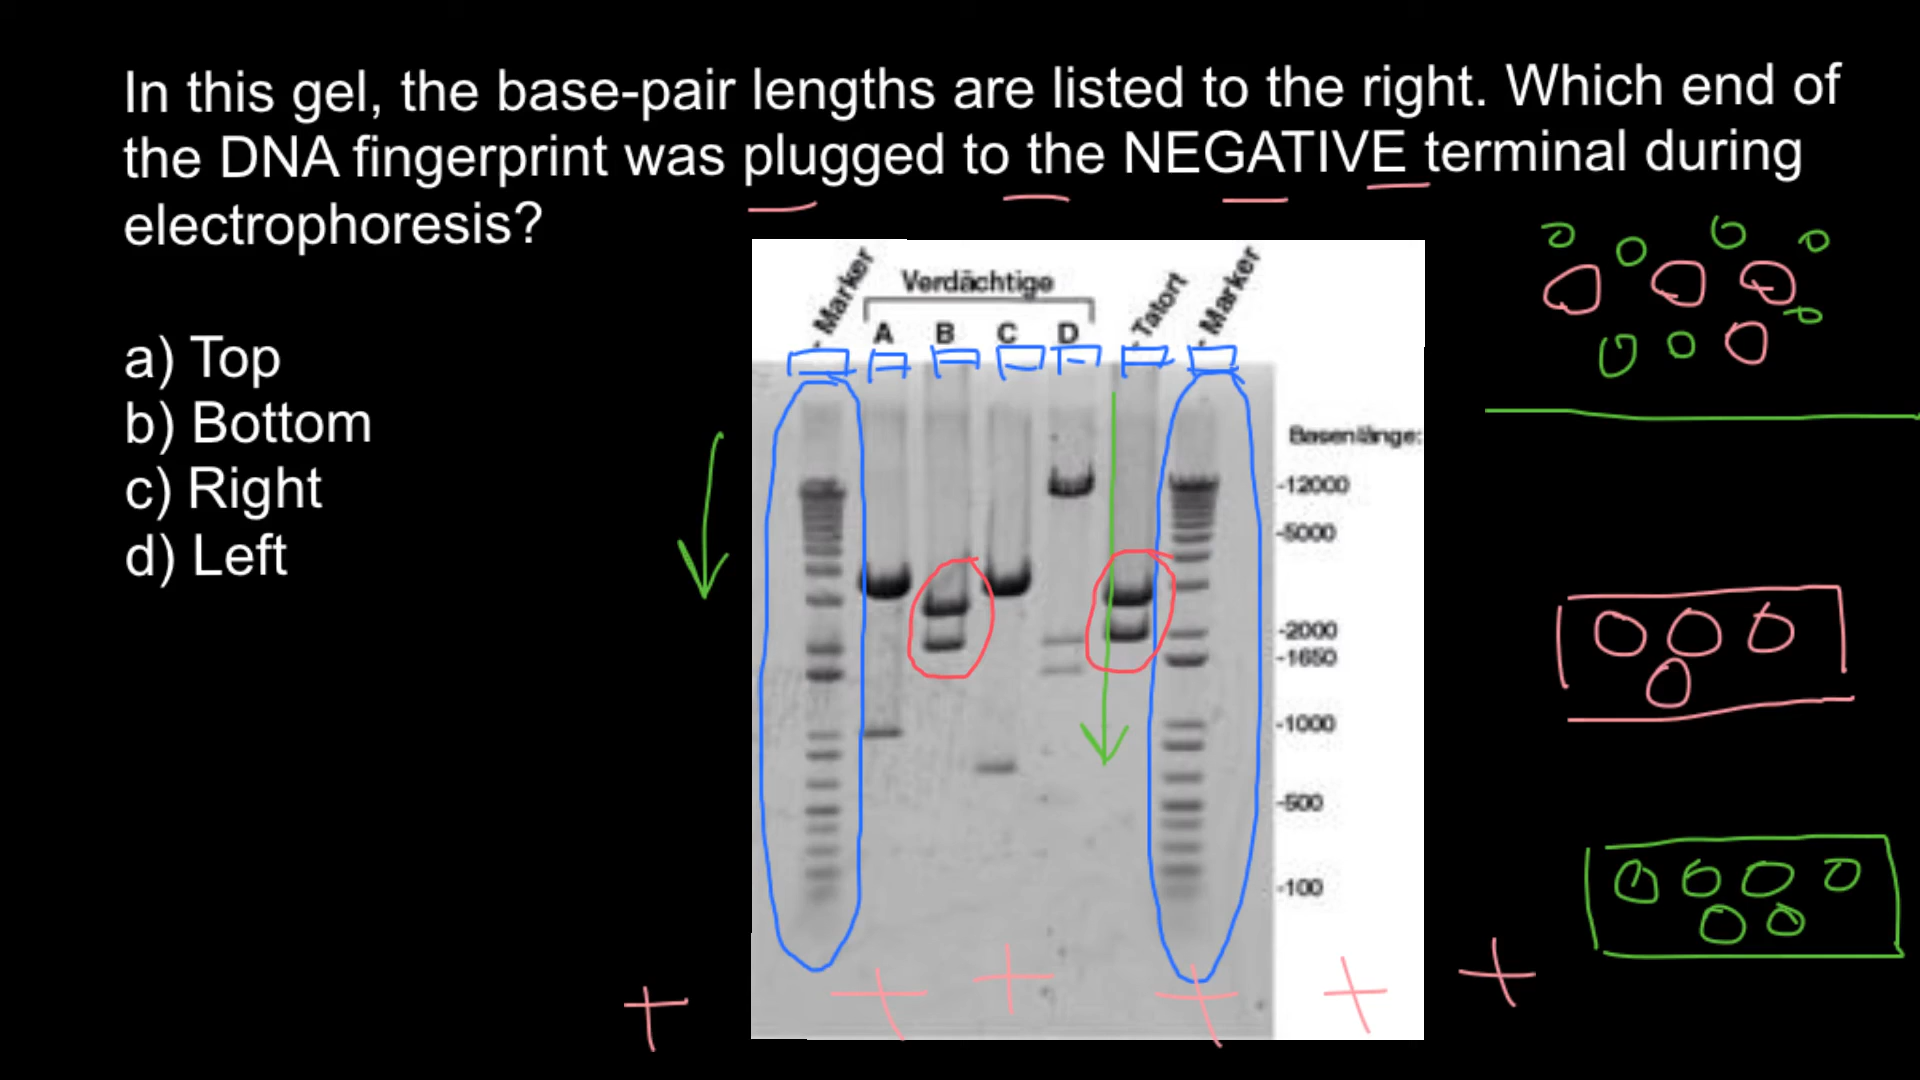 In this gel, the base-pair lengths are listed to the right. Which end of
the DNA fingerprint was plugged to the NEGATIVE terminal during
electrophoresis?
a) Top
b) Bottom
c) Right
d) Left
- Marker
Verdächtige
A B C D
- Tatort
- Marker
Basenlänge:
-12000
-5000
-2000
-1650
-1000
-500
-100
+ + + + + +